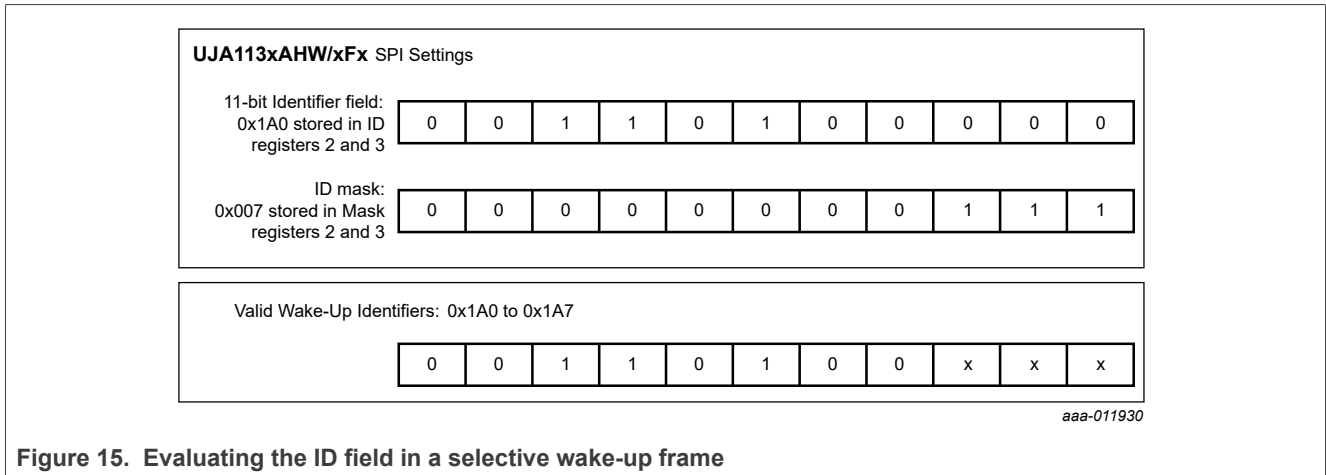 UJA113xAHW/xFx SPI Settings
11-bit Identifier field:
0x1A0 stored in ID
registers 2 and 3
0 0 1 1 0 1 0 0 0 0 0
ID mask:
0x007 stored in Mask
registers 2 and 3
0 0 0 0 0 0 0 0 1 1 1
Valid Wake-Up Identifiers: 0x1A0 to 0x1A7
0 0 1 1 0 1 0 0 x x x
aaa-011930
Figure 15. Evaluating the ID field in a selective wake-up frame